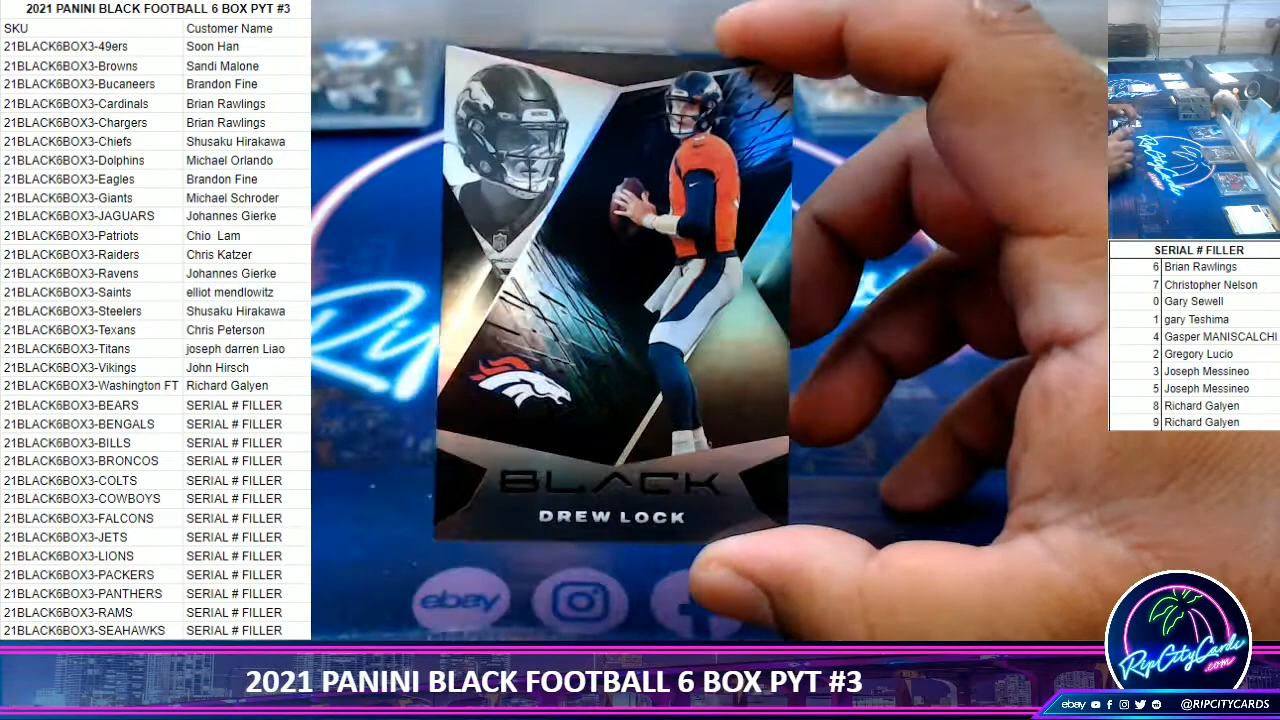 2021 PANINI BLACK FOOTBALL 6 BOX PYT #3
SKU Customer Name
21BLACK6BOX3-49ers Soon Han
21BLACK6BOX3-Browns Sandi Malone
21BLACK6BOX3-Bucaneers Brandon Fine
21BLACK6BOX3-Cardinals Brian Rawlings
21BLACK6BOX3-Chargers Brian Rawlings
21BLACK6BOX3-Chiefs Shusaku Hirakawa
21BLACK6BOX3-Dolphins Michael Orlando
21BLACK6BOX3-Eagles Brandon Fine
21BLACK6BOX3-Giants Michael Schroder
21BLACK6BOX3-JAGUARS Johannes Gierke
21BLACK6BOX3-Patriots Chio Lam
21BLACK6BOX3-Raiders Chris Katzer
21BLACK6BOX3-Ravens Johannes Gierke
21BLACK6BOX3-Saints elliot mendlowitz
21BLACK6BOX3-Steelers Shusaku Hirakawa
21BLACK6BOX3-Texans Chris Peterson
21BLACK6BOX3-Titans joseph darren Liao
21BLACK6BOX3-Vikings John Hirsch
21BLACK6BOX3-Washington FT Richard Galyen
21BLACK6BOX3-BEARS SERIAL # FILLER
21BLACK6BOX3-BENGALS SERIAL # FILLER
21BLACK6BOX3-BILLS SERIAL # FILLER
21BLACK6BOX3-BRONCOS SERIAL # FILLER
21BLACK6BOX3-COLTS SERIAL # FILLER
21BLACK6BOX3-COWBOYS SERIAL # FILLER
21BLACK6BOX3-FALCONS SERIAL # FILLER
21BLACK6BOX3-JETS SERIAL # FILLER
21BLACK6BOX3-LIONS SERIAL # FILLER
21BLACK6BOX3-PACKERS SERIAL # FILLER
21BLACK6BOX3-PANTHERS SERIAL # FILLER
21BLACK6BOX3-RAMS SERIAL # FILLER
21BLACK6BOX3-SEAHAWKS SERIAL # FILLER
BLACK
DREW LOCK
ebay
SERIAL # FILLER
6 Brian Rawlings
7 Christopher Nelson
0 Gary Sewell
1 gary Teshima
4 Gasper MANISCALCHI
2 Gregory Lucio
3 Joseph Messineo
5 Joseph Messineo
8 Richard Galyen
9 Richard Galyen
RipCityCards
.com
2021 PANINI BLACK FOOTBALL 6 BOX PYT #3
ebay @RIPCITYCARDS